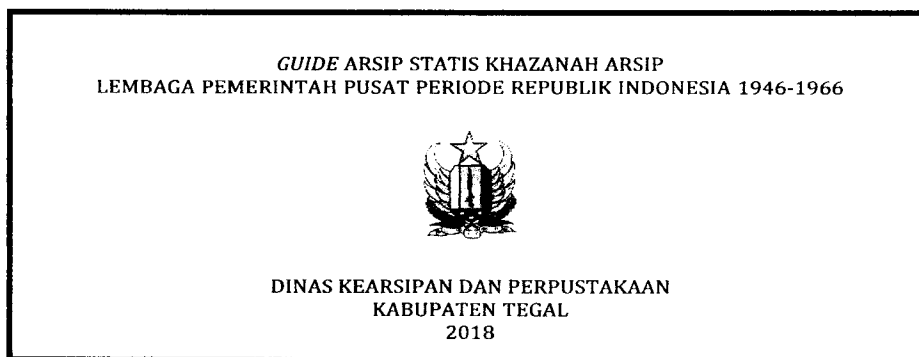 GUIDE ARSIP STATIS KHAZANAH ARSIP
LEMBAGA PEMERINTAH PUSAT PERIODE REPUBLIK INDONESIA 1946-1966
DINAS KEARSIPAN DAN PERPUSTAKAAN
KABUPATEN TEGAL
2018